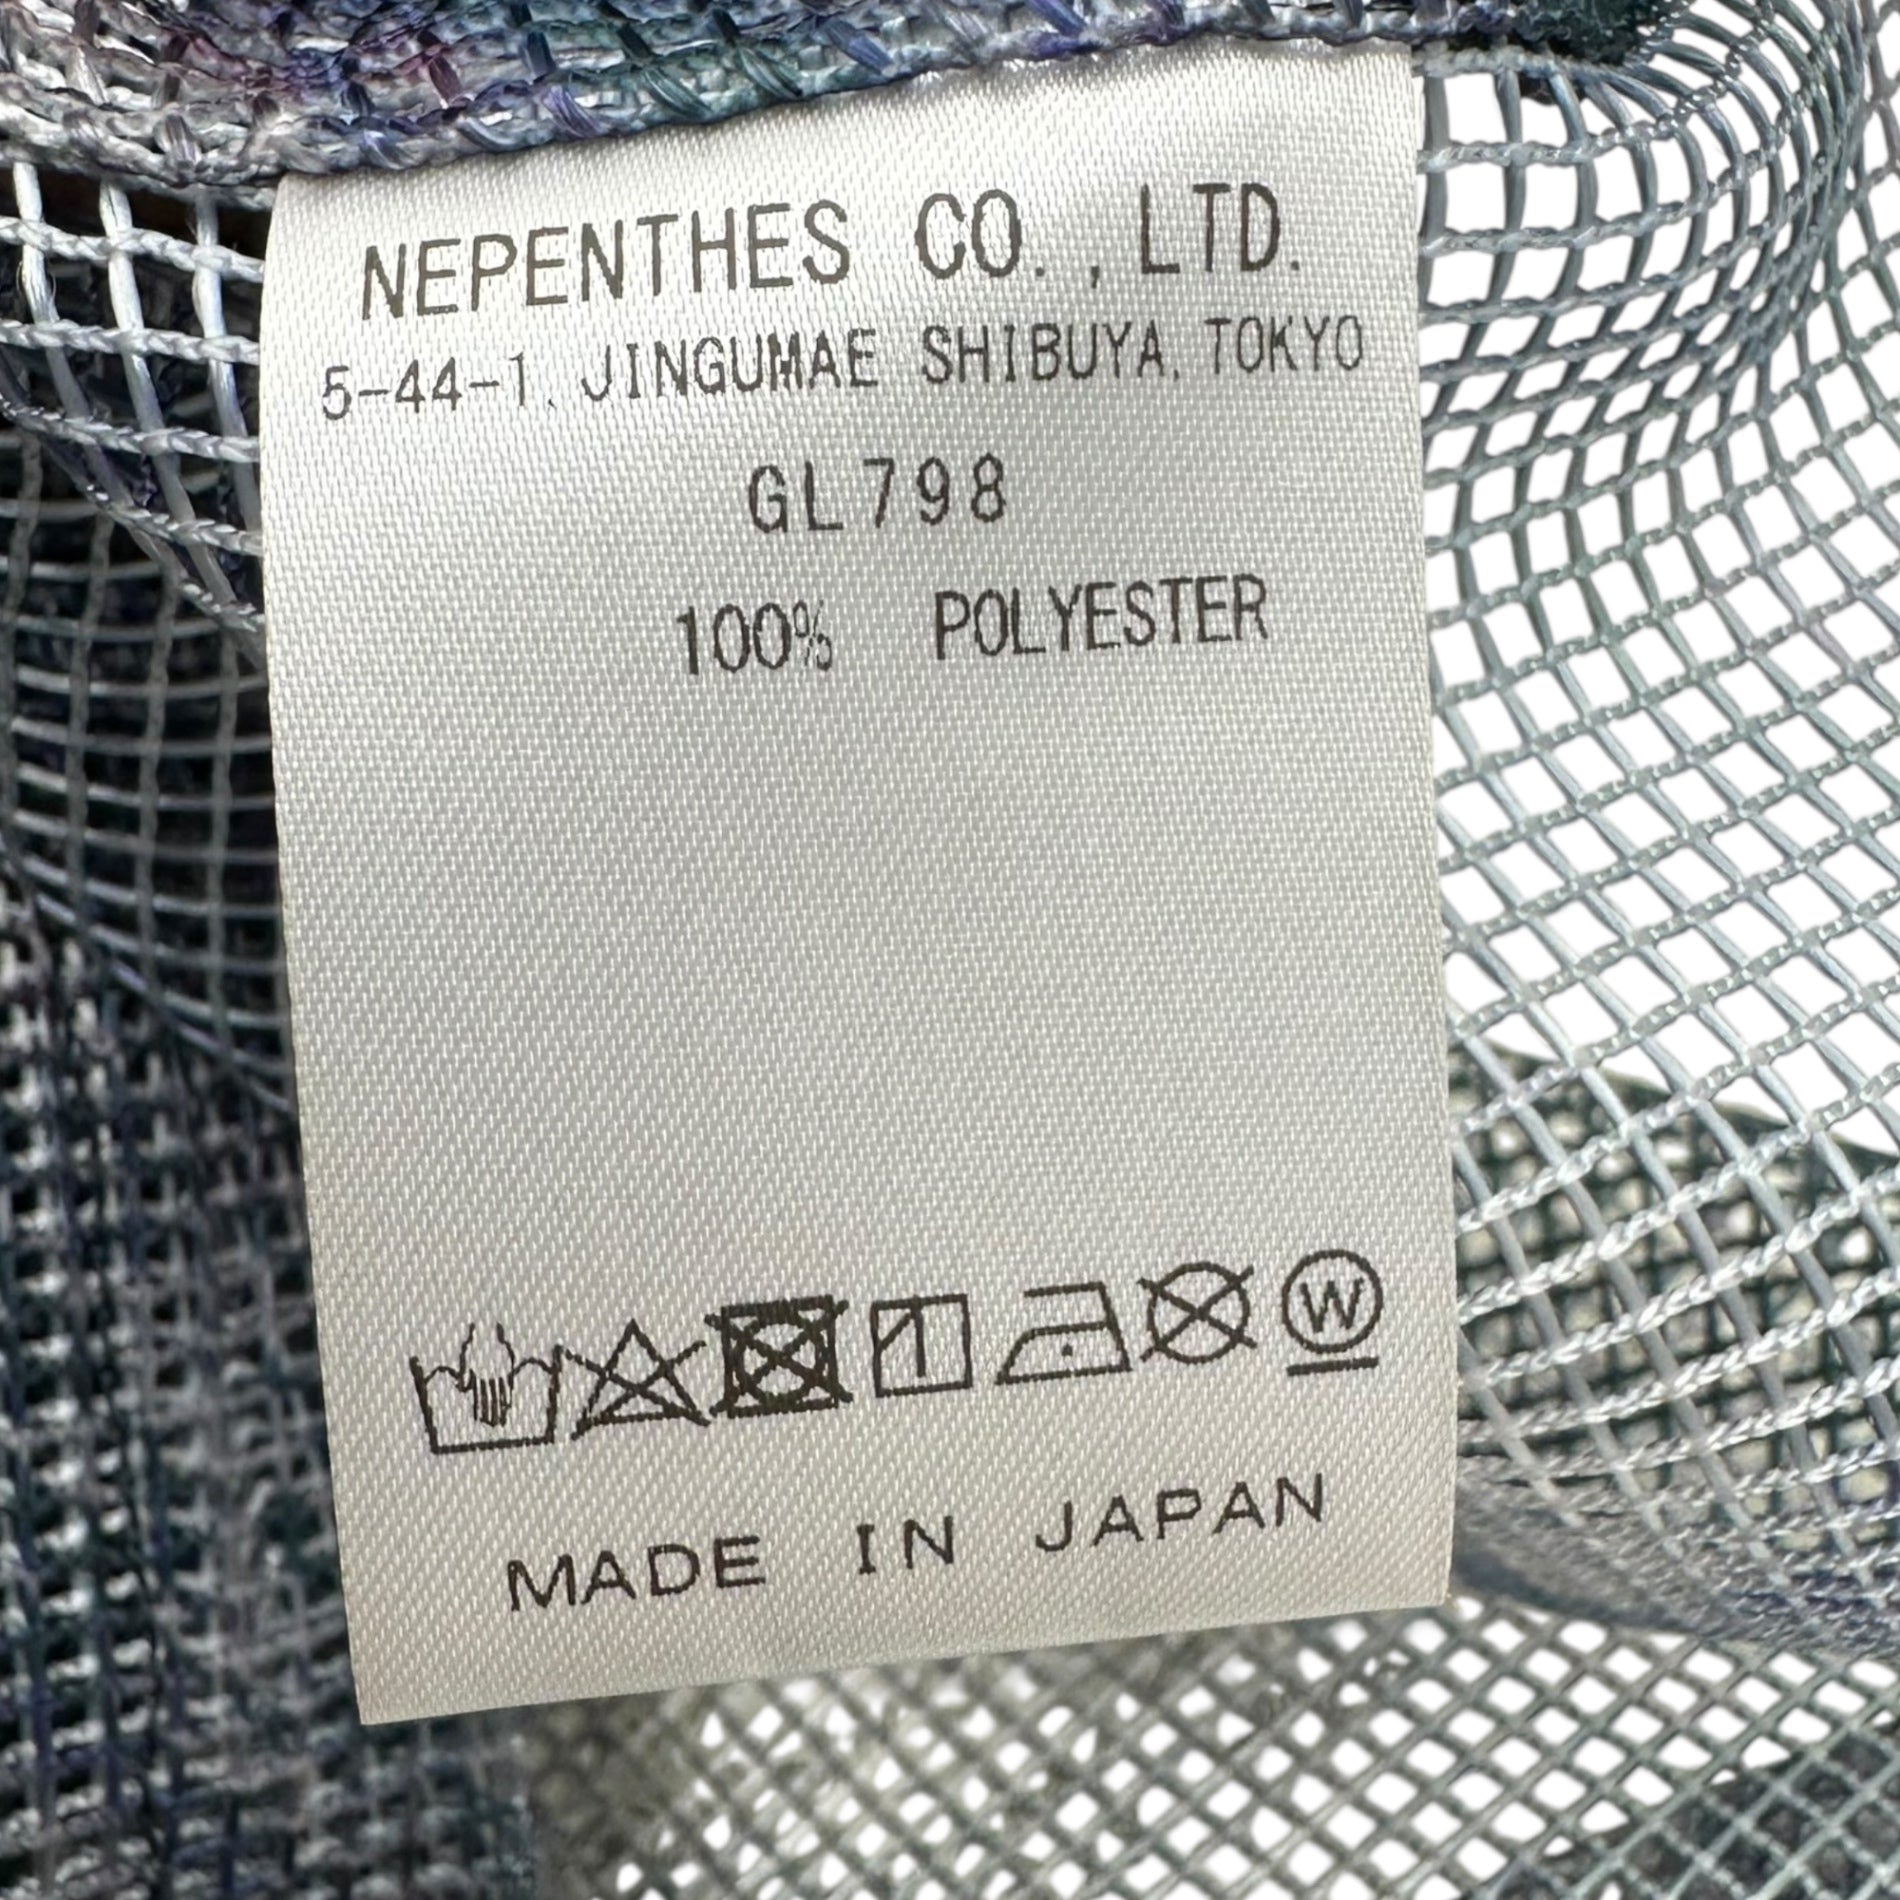 NEPENTHES CO., LTD.
5-44-1, JINGUMAE SHIBUYA, TOKYO
GL798
100% POLYESTER
W
MADE IN JAPAN